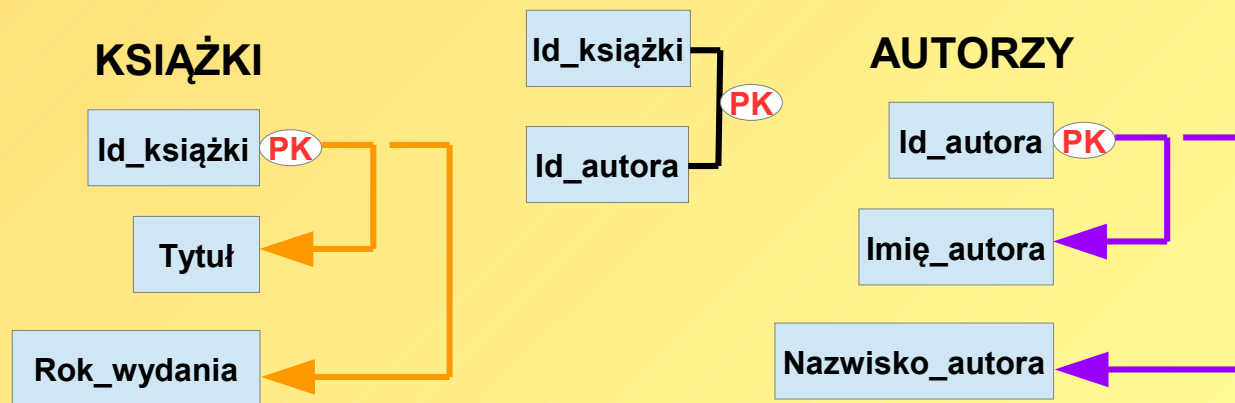 KSIĄŻKI
Id_książki PK
Tytuł
Rok_wydania
Id_książki
PK
Id_autora
AUTORZY
Id_autora PK
Imię_autora
Nazwisko_autora